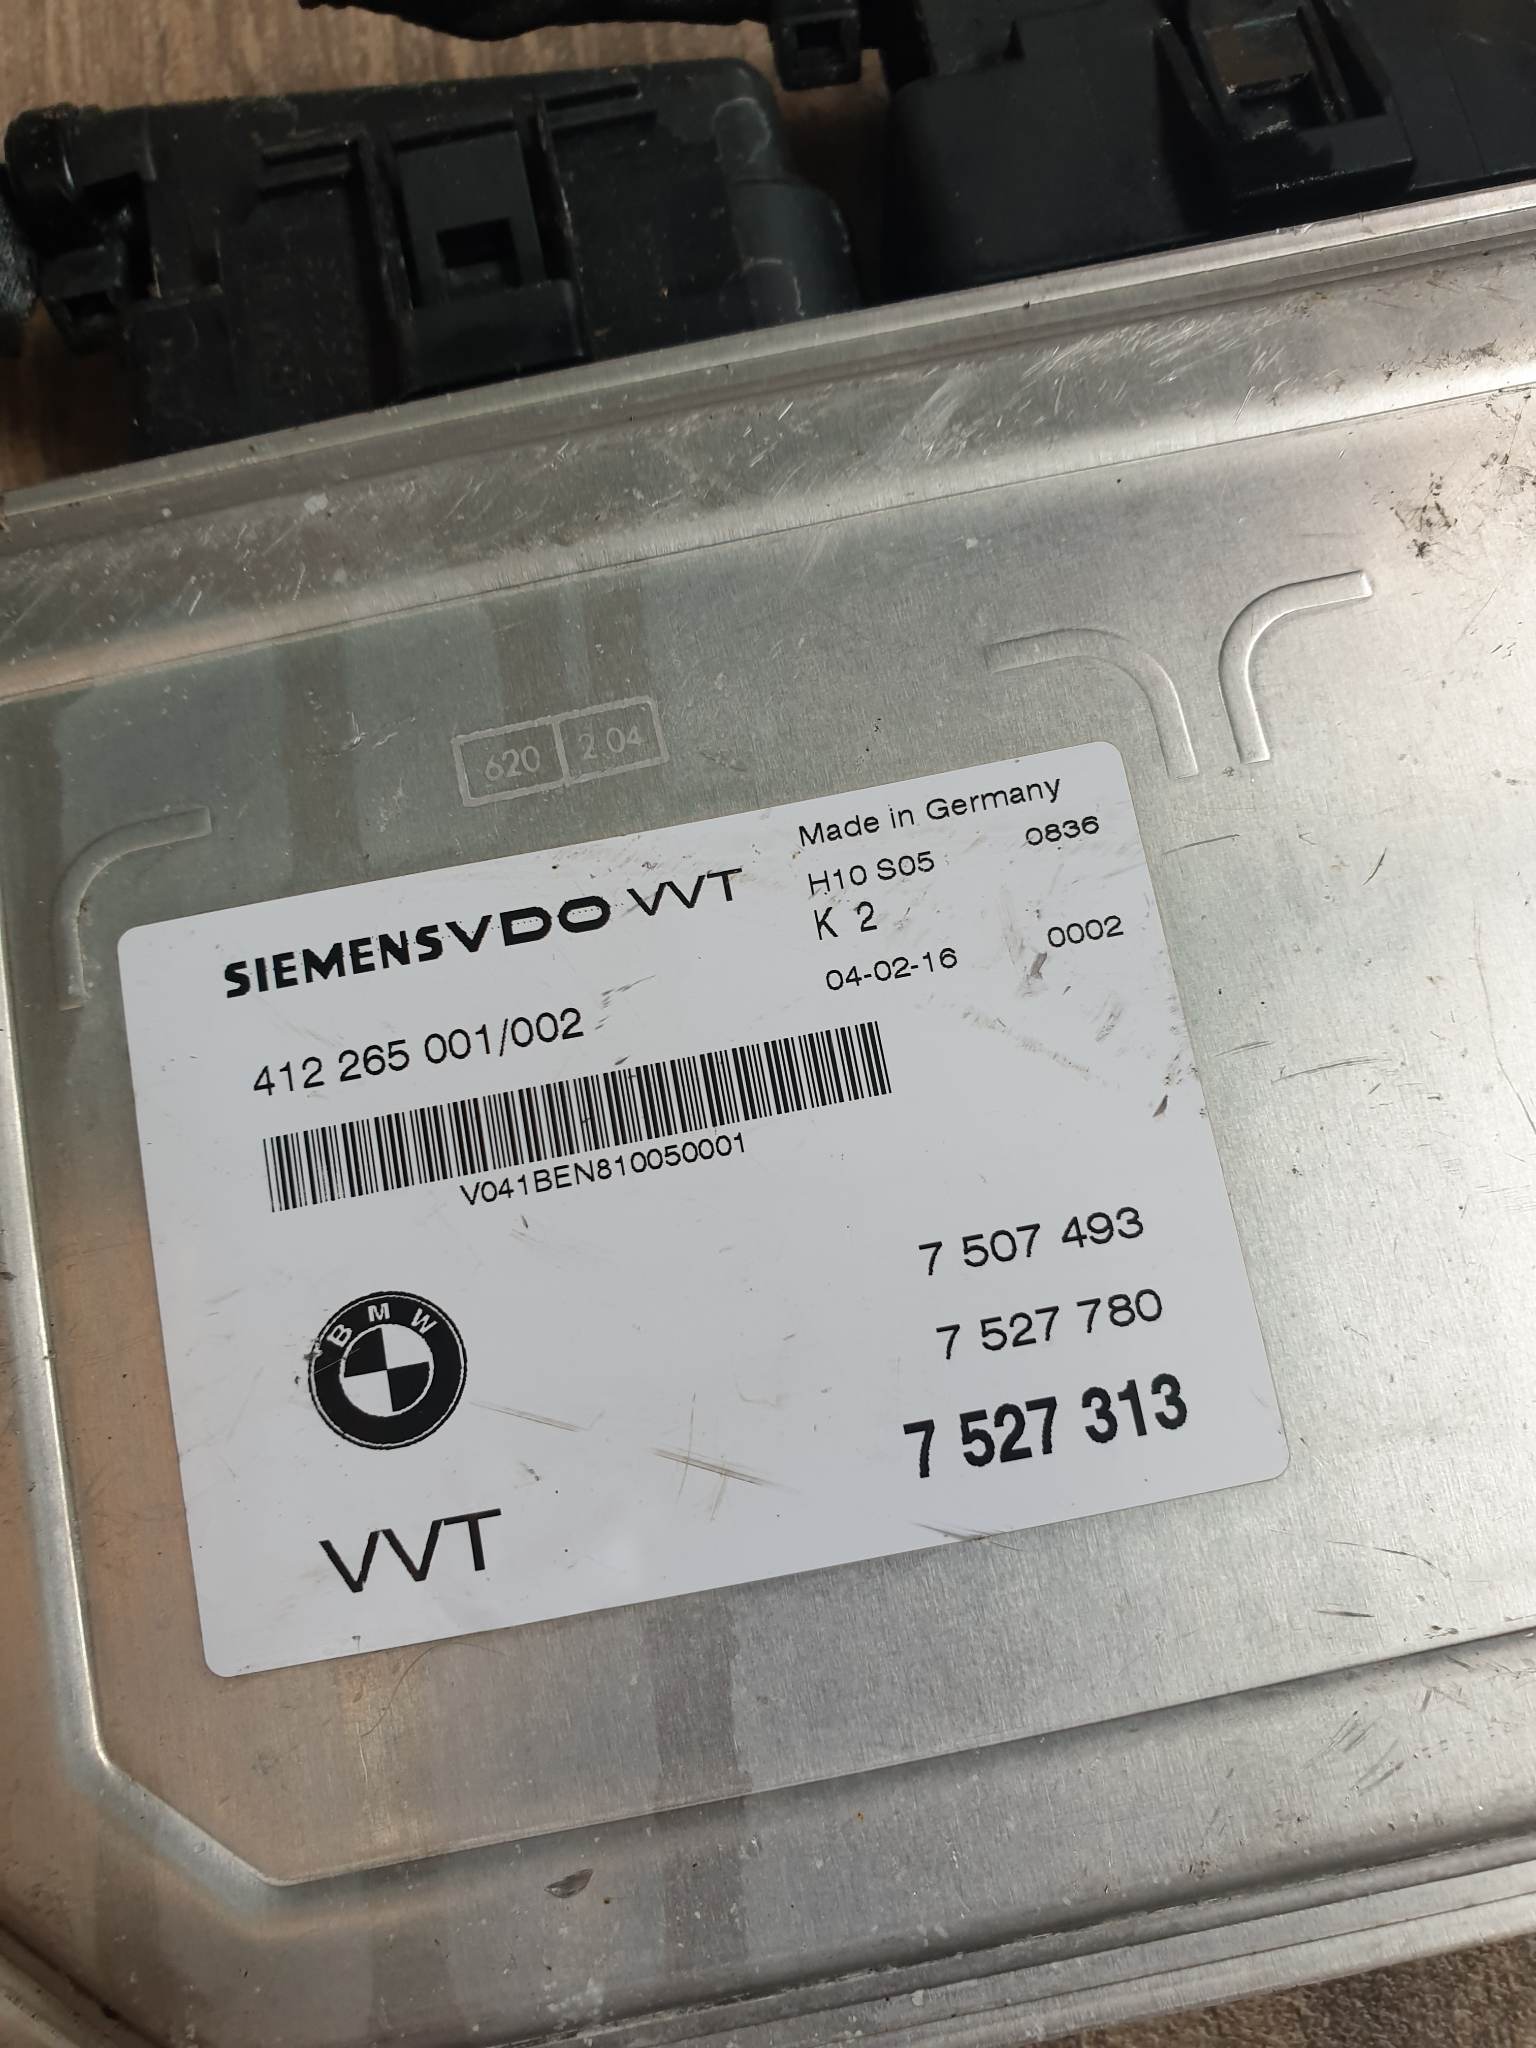 620 2.04
SIEMENS VDO VVT
Made in Germany
H10 S05 0836
K 2
04-02-16 0002
412 265 001/002
V041BEN810050001
7 507 493
7 527 780
7 527 313
BMW
VVT